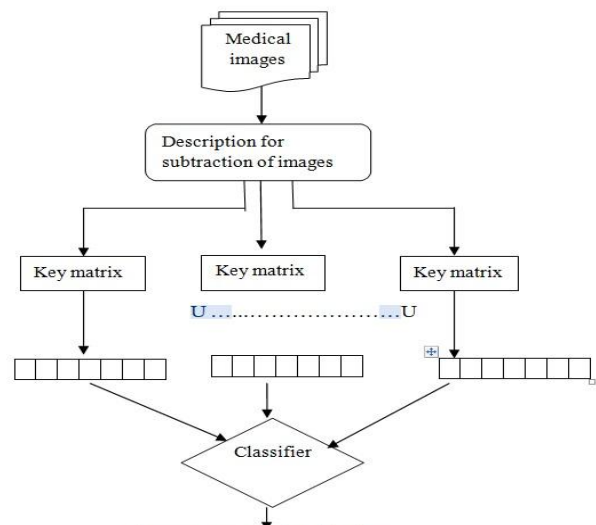 Medical
images
Description for
subtraction of images
Key matrix
Key matrix
Key matrix
U …...…………………...…U
Classifier